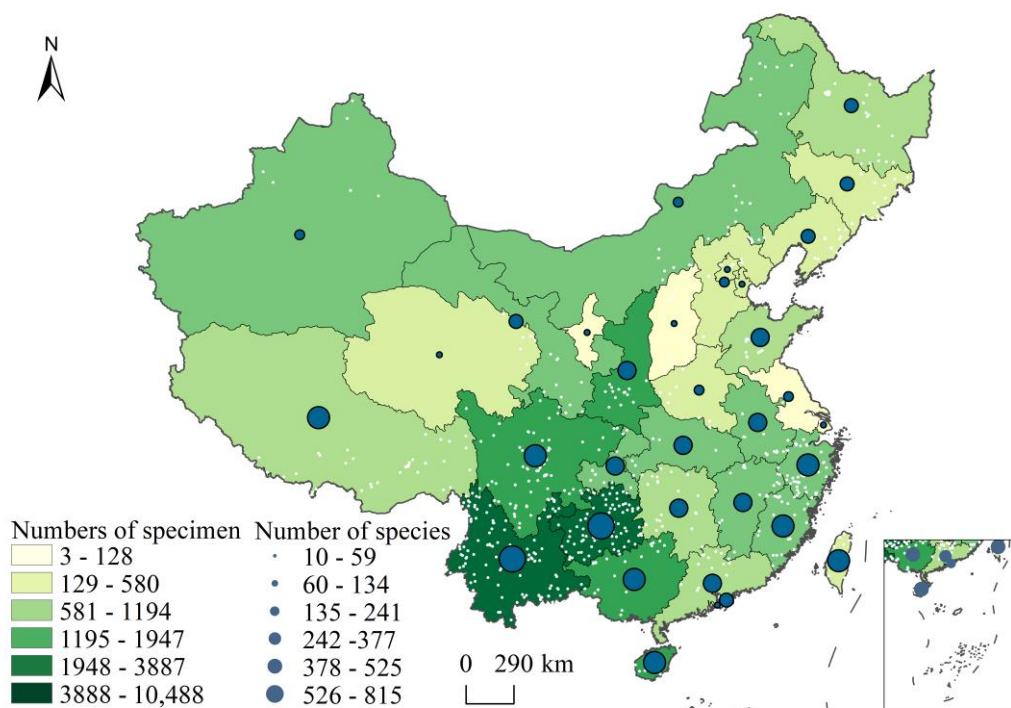 N
Numbers of specimen
3 - 128
129 - 580
581 - 1194
1195 - 1947
1948 - 3887
3888 - 10,488
Number of species
10 - 59
60 - 134
135 - 241
242 -377
378 - 525
526 - 815
0 290 km